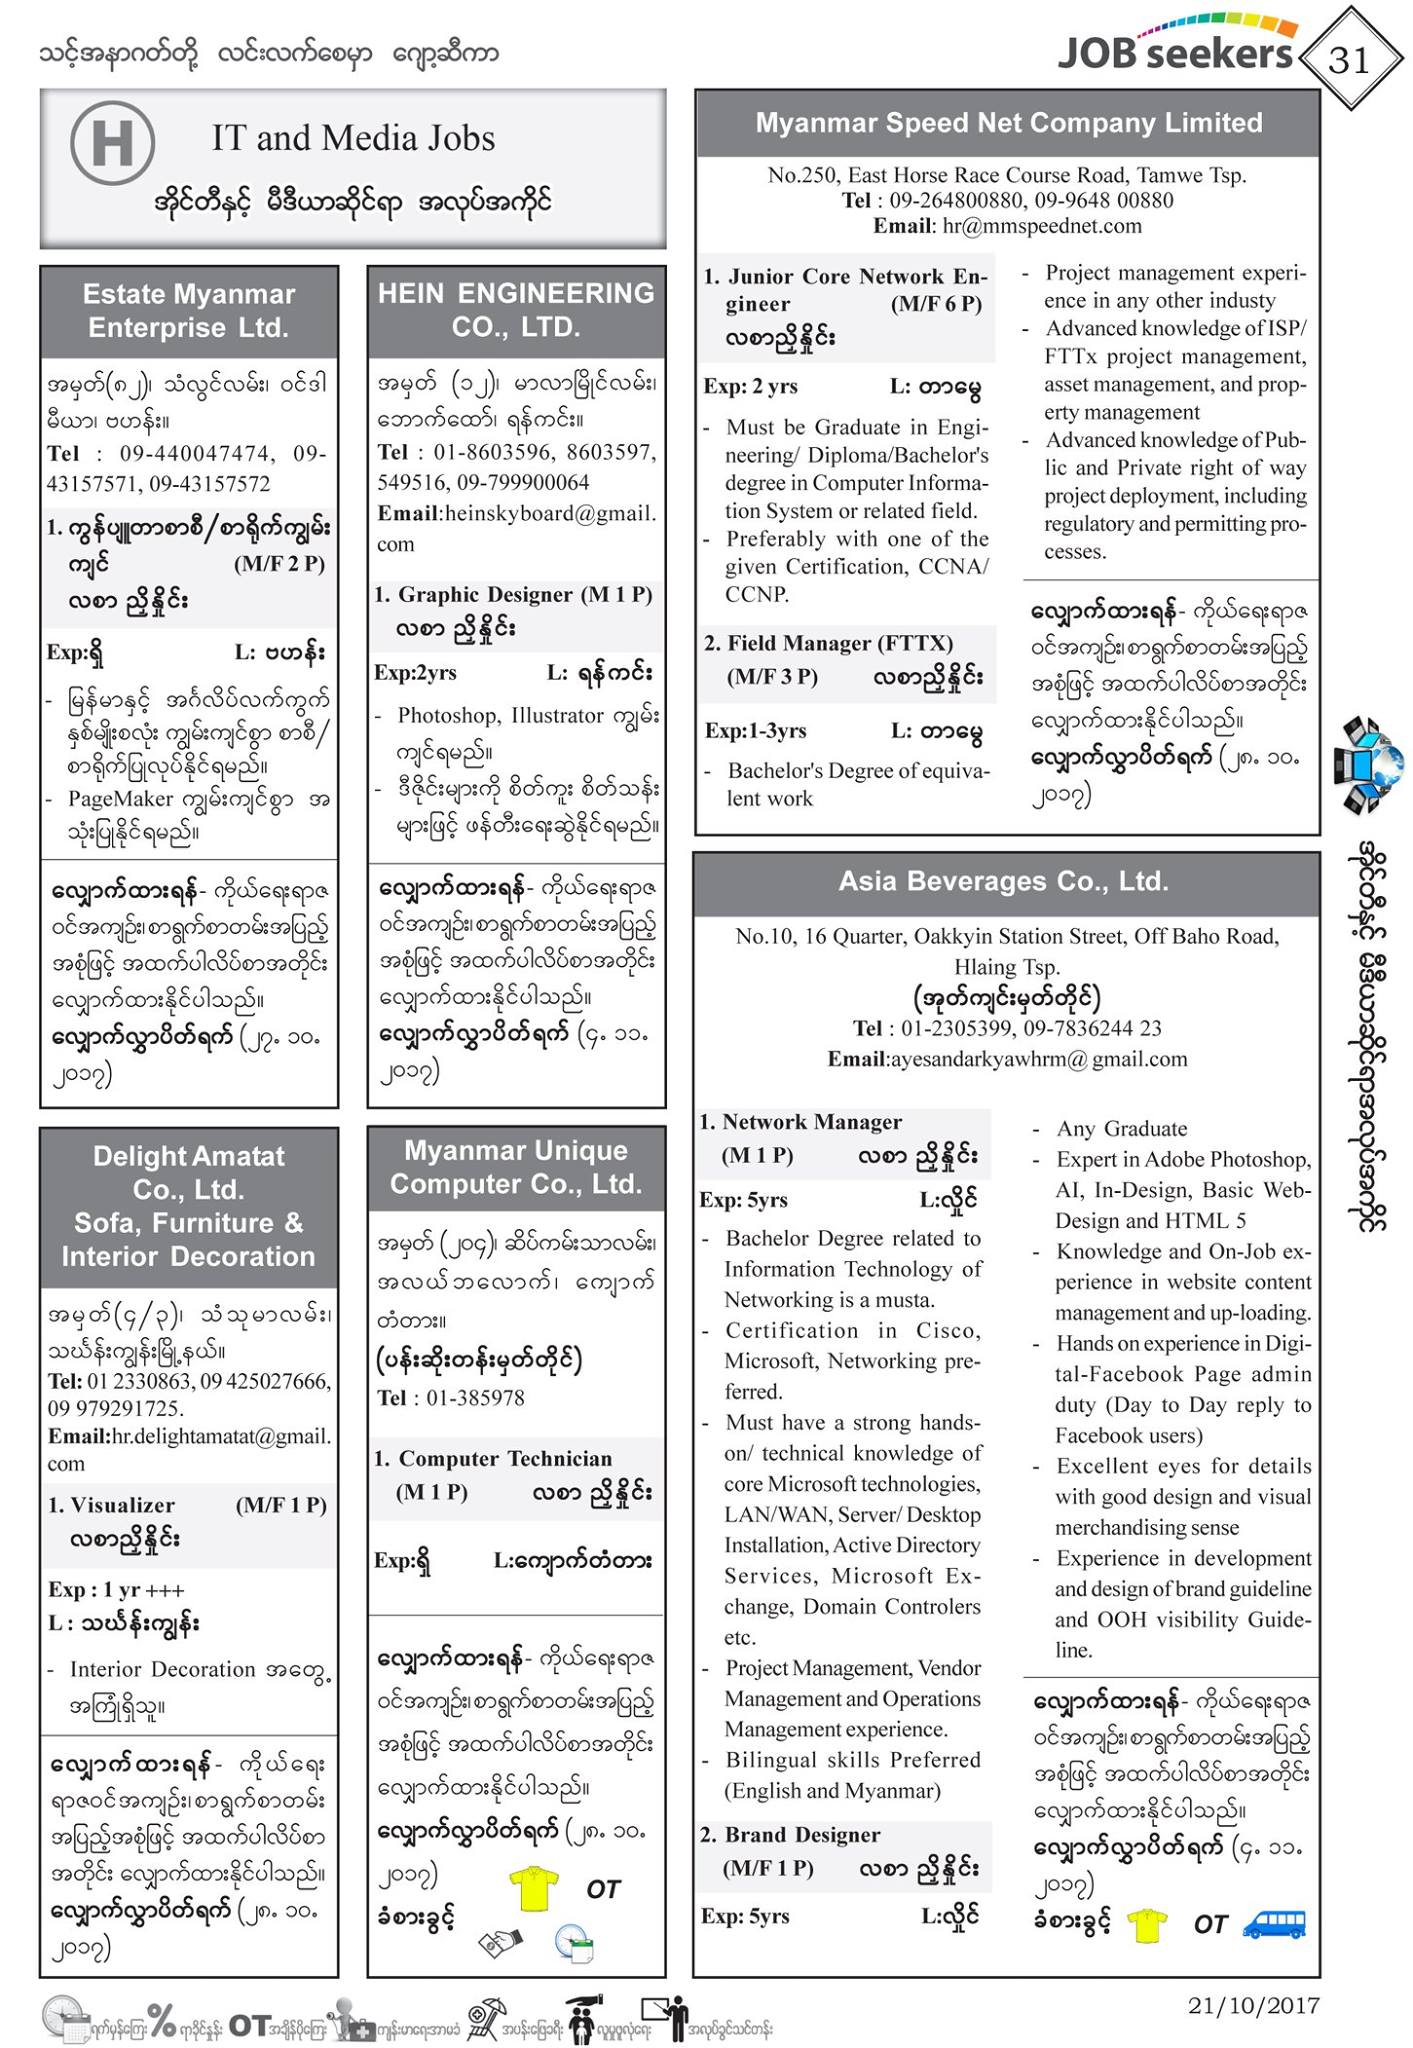 သင့်အနာဂတ်တို့ လင်းလက်စေမှာ ဂျော့ဆီကာ
JOB seekers
31
H
IT and Media Jobs
အိုင်တီနှင့် မီဒီယာဆိုင်ရာ အလုပ်အကိုင်
Estate Myanmar
Enterprise Ltd.
အမှတ်(၈၂)၊ သံလွင်လမ်း၊ ဝင်ဒါ
မီယာ၊ ဗဟန်း။
Tel : 09-440047474, 09-
43157571, 09-43157572
1. ကွန်ပျူတာစာစီ/စာရိုက်ကျွမ်း
ကျင် (M/F 2 P)
လစာ ညှိနှိုင်း
Exp:ရှိ L: ဗဟန်း
- မြန်မာနှင့် အင်္ဂလိပ်လက်ကွက်
နှစ်မျိုးစလုံး ကျွမ်းကျင်စွာ စာစီ/
စာရိုက်ပြုလုပ်နိုင်ရမည်။
- PageMaker ကျွမ်းကျင်စွာ အ
သုံးပြုနိုင်ရမည်။
လျှောက်ထားရန်- ကိုယ်ရေးရာဇ
ဝင်အကျဉ်း၊စာရွက်စာတမ်းအပြည့်
အစုံဖြင့် အထက်ပါလိပ်စာအတိုင်း
လျှောက်ထားနိုင်ပါသည်။
လျှောက်လွှာပိတ်ရက် (၂၇. ၁၀.
၂၀၁၇)
HEIN ENGINEERING
CO., LTD.
အမှတ် (၁၂)၊ မာလာမြိုင်လမ်း၊
ဘောက်ထော်၊ ရန်ကင်း။
Tel : 01-8603596, 8603597,
549516, 09-799900064
Email:heinskyboard@gmail.
com
1. Graphic Designer (M 1 P)
လစာ ညှိနှိုင်း
Exp:2yrs L: ရန်ကင်း
- Photoshop, Illustrator ကျွမ်း
ကျင်ရမည်။
- ဒီဇိုင်းများကို စိတ်ကူး စိတ်သန်း
များဖြင့် ဖန်တီးရေးဆွဲနိုင်ရမည်။
လျှောက်ထားရန်- ကိုယ်ရေးရာဇ
ဝင်အကျဉ်း၊စာရွက်စာတမ်းအပြည့်
အစုံဖြင့် အထက်ပါလိပ်စာအတိုင်း
လျှောက်ထားနိုင်ပါသည်။
လျှောက်လွှာပိတ်ရက် (၄. ၁၁.
၂၀၁၇)
Delight Amatat
Co., Ltd.
Sofa, Furniture &
Interior Decoration
အမှတ်(၄/၃)၊ သံသုမာလမ်း၊
သင်္ဃန်းကျွန်းမြို့နယ်။
Tel: 01 2330863, 09 425027666,
09 979291725.
Email:hr.delightamatat@gmail.
com
1. Visualizer (M/F 1 P)
လစာညှိနှိုင်း
Exp : 1 yr +++
L : သင်္ဃန်းကျွန်း
- Interior Decoration အတွေ့
အကြုံရှိသူ။
လျှောက်ထားရန်- ကိုယ်ရေး
ရာဇဝင်အကျဉ်း၊စာရွက်စာတမ်း
အပြည့်အစုံဖြင့် အထက်ပါလိပ်စာ
အတိုင်း လျှောက်ထားနိုင်ပါသည်။
လျှောက်လွှာပိတ်ရက် (၂၈. ၁၀.
၂၀၁၇)
Myanmar Unique
Computer Co., Ltd.
အမှတ် (၂၀၄)၊ ဆိပ်ကမ်းသာလမ်း၊
အလယ်ဘလောက်၊ ကျောက်
တံတား။
(ပန်းဆိုးတန်းမှတ်တိုင်)
Tel : 01-385978
1. Computer Technician
(M 1 P) လစာ ညှိနှိုင်း
Exp:ရှိ L:ကျောက်တံတား
လျှောက်ထားရန်- ကိုယ်ရေးရာဇ
ဝင်အကျဉ်း၊စာရွက်စာတမ်းအပြည့်
အစုံဖြင့် အထက်ပါလိပ်စာအတိုင်း
လျှောက်ထားနိုင်ပါသည်။
လျှောက်လွှာပိတ်ရက် (၂၈. ၁၀.
၂၀၁၇)
OT
ခံစားခွင့်
Myanmar Speed Net Company Limited
No.250, East Horse Race Course Road, Tamwe Tsp.
Tel : 09-264800880, 09-9648 00880
Email: hr@mmspeednet.com
1. Junior Core Network En-
gineer (M/F 6 P)
လစာညှိနှိုင်း
Exp: 2 yrs L: တာမွေ
- Must be Graduate in Engi-
neering/ Diploma/Bachelor's
degree in Computer Informa-
tion System or related field.
- Preferably with one of the
given Certification, CCNA/
CCNP.
2. Field Manager (FTTX)
(M/F 3 P) လစာညှိနှိုင်း
Exp:1-3yrs L: တာမွေ
- Bachelor's Degree of equiva-
lent work
- Project management experi-
ence in any other industy
- Advanced knowledge of ISP/
FTTx project management,
asset management, and prop-
erty management
- Advanced knowledge of Pub-
lic and Private right of way
project deployment, including
regulatory and permitting pro-
cesses.
လျှောက်ထားရန်- ကိုယ်ရေးရာဇ
ဝင်အကျဉ်း၊စာရွက်စာတမ်းအပြည့်
အစုံဖြင့် အထက်ပါလိပ်စာအတိုင်း
လျှောက်ထားနိုင်ပါသည်။
လျှောက်လွှာပိတ်ရက် (၂၈. ၁၀.
၂၀၁၇)
Asia Beverages Co., Ltd.
No.10, 16 Quarter, Oakkyin Station Street, Off Baho Road,
Hlaing Tsp.
(အုတ်ကျင်းမှတ်တိုင်)
Tel : 01-2305399, 09-7836244 23
Email:ayesandarkyawhrm@ gmail.com
1. Network Manager
(M 1 P) လစာ ညှိနှိုင်း
Exp: 5yrs L:လှိုင်
- Bachelor Degree related to
Information Technology of
Networking is a musta.
- Certification in Cisco,
Microsoft, Networking pre-
ferred.
- Must have a strong hands-
on/ technical knowledge of
core Microsoft technologies,
LAN/WAN, Server/ Desktop
Installation, Active Directory
Services, Microsoft Ex-
change, Domain Controlers
etc.
- Project Management, Vendor
Management and Operations
Management experience.
- Bilingual skills Preferred
(English and Myanmar)
2. Brand Designer
(M/F 1 P) လစာ ညှိနှိုင်း
Exp: 5yrs L:လှိုင်
- Any Graduate
- Expert in Adobe Photoshop,
AI, In-Design, Basic Web-
Design and HTML 5
- Knowledge and On-Job ex-
perience in website content
management and up-loading.
- Hands on experience in Digi-
tal-Facebook Page admin
duty (Day to Day reply to
Facebook users)
- Excellent eyes for details
with good design and visual
merchandising sense
- Experience in development
and design of brand guideline
and OOH visibility Guide-
line.
လျှောက်ထားရန်- ကိုယ်ရေးရာဇ
ဝင်အကျဉ်း၊စာရွက်စာတမ်းအပြည့်
အစုံဖြင့် အထက်ပါလိပ်စာအတိုင်း
လျှောက်ထားနိုင်ပါသည်။
လျှောက်လွှာပိတ်ရက် (၄. ၁၁.
၂၀၁၇)
ခံစားခွင့် OT
အိုင်တီနှင့် မီဒီယာဆိုင်ရာအလုပ်အကိုင်
21/10/2017
ရက်မှန်ကြေး % ရာခိုင်နှုန်း OT အချိန်ပိုကြေး ကျန်းမာရေးအာမခံ အပန်းဖြေခရီး လူမှုဖူလုံရေး အလုပ်ခွင်သင်တန်း